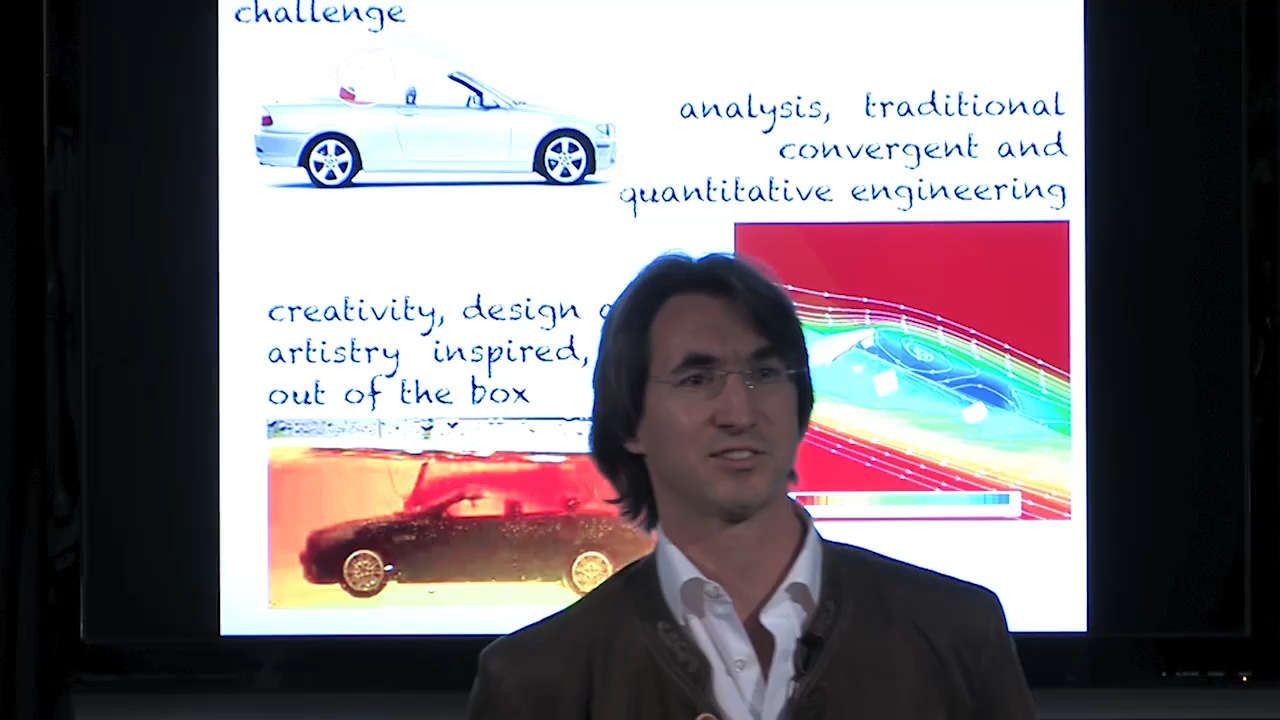 challenge
analysis, traditional
convergent and
quantitative engineering
creativity, design
artistry inspired,
out of the box